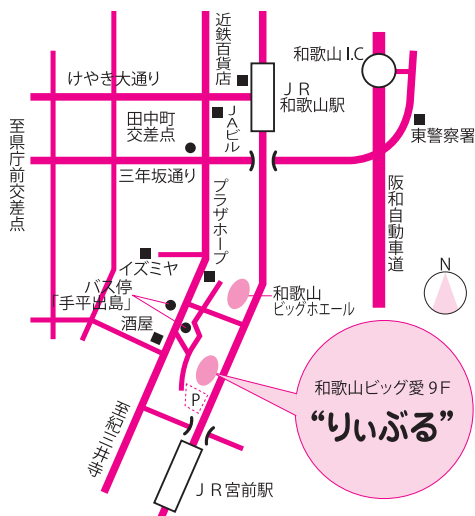 近鉄百貨店
和歌山 I.C
けやき大通り
ＪＲ
和歌山駅
ＪＡビル
田中町
交差点
東警察署
三年坂通り
至県庁前交差点
プラザホープ
阪和自動車道
イズミヤ
バス停
「手平出島」
酒屋
和歌山
ビッグホエール
N
和歌山ビッグ愛 9F
“りぃぶる”
P
至紀三井寺
ＪＲ宮前駅